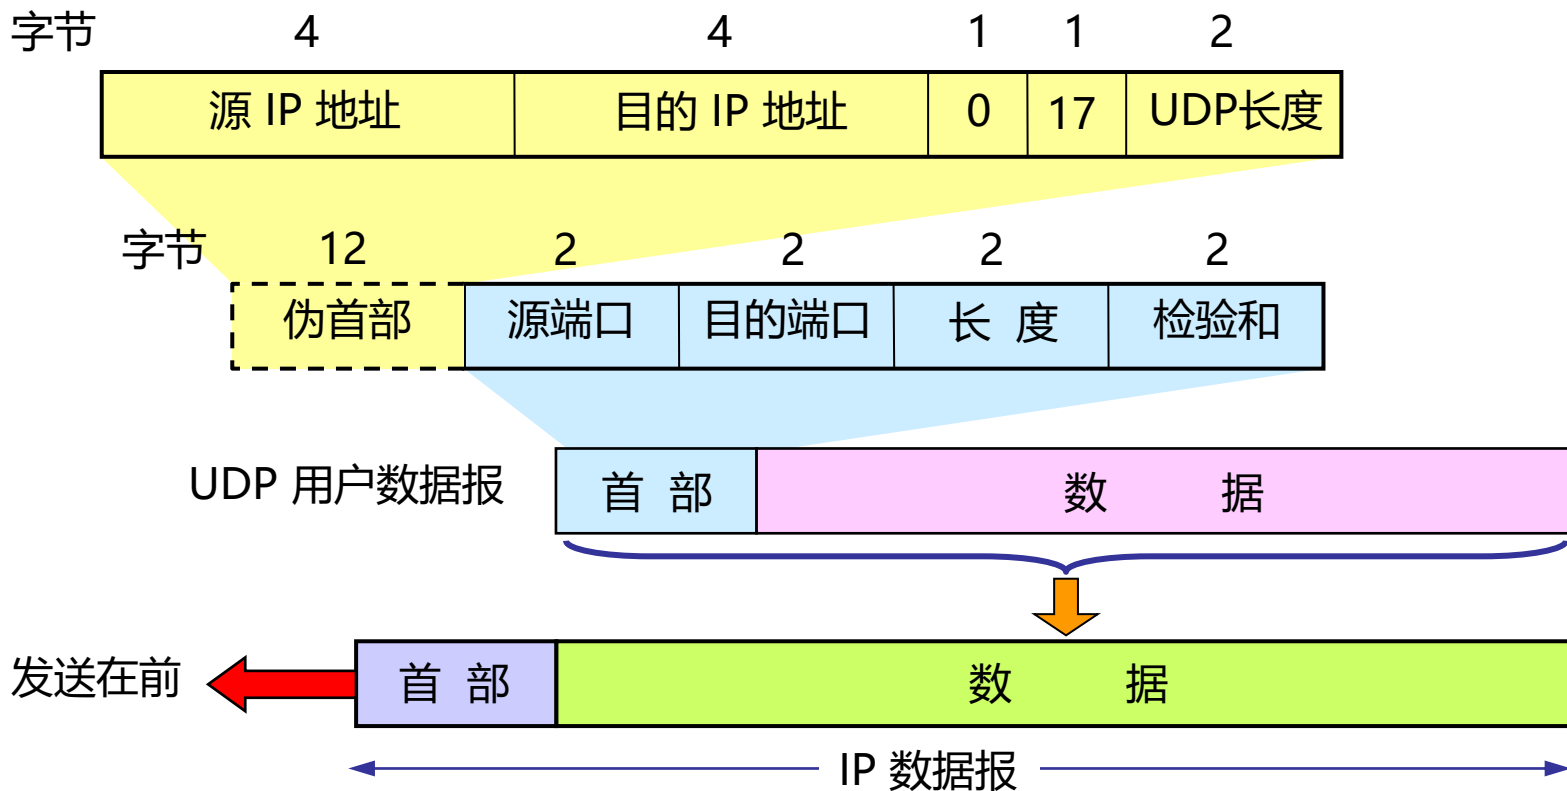 字节 4 4 1 1 2
源 IP 地址 目的 IP 地址 0 17 UDP长度
字节 12 2 2 2 2
伪首部 源端口 目的端口 长 度 检验和
UDP 用户数据报 首 部 数 据
发送在前 首 部 数 据
IP 数据报